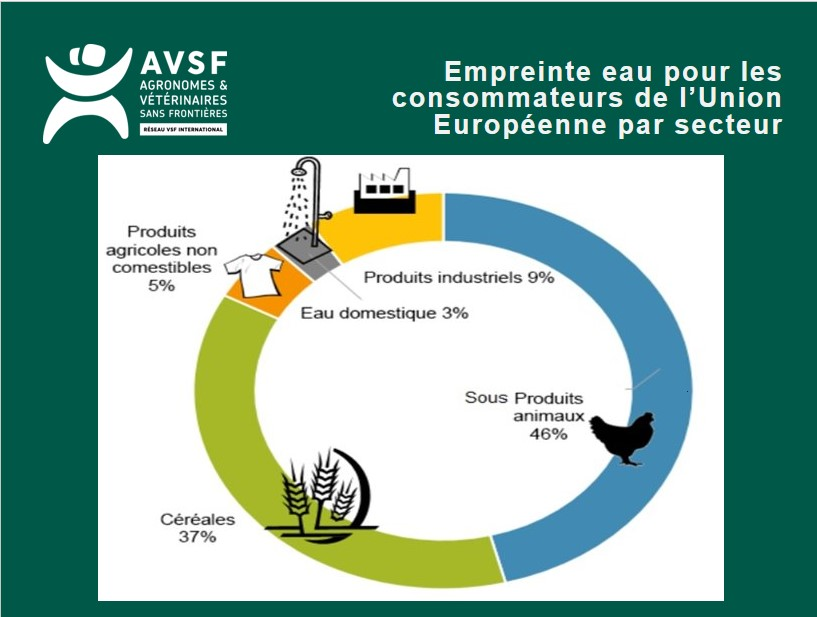 AVSF
AGRONOMES &
VÉTÉRINAIRES
SANS FRONTIÈRES
RÉSEAU VSF INTERNATIONAL
Empreinte eau pour les
consommateurs de l’Union
Européenne par secteur
Produits
agricoles non
comestibles
5%
Produits industriels 9%
Eau domestique 3%
Sous Produits
animaux
46%
Céréales
37%